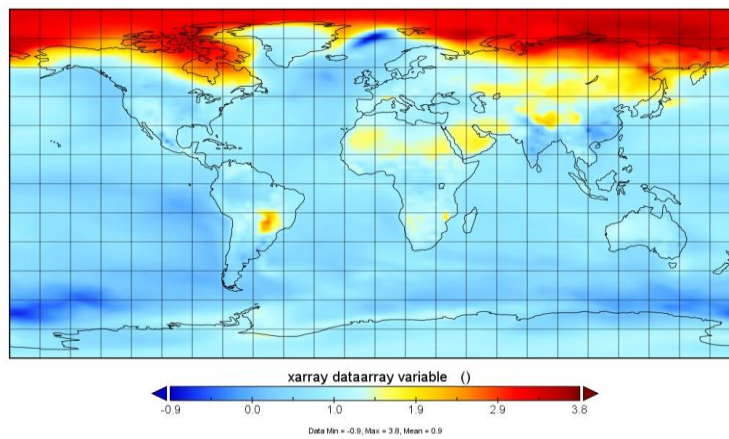 xarray dataarray variable ()
-0.9 0.0 1.0 1.9 2.9 3.8
Data Min = -0.9, Max = 3.8, Mean = 0.9